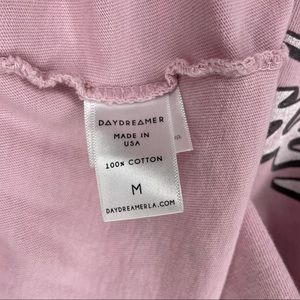 DAYDREAMER
MADE IN
USA
100% COTTON
M
DAYDREAMERLA.COM